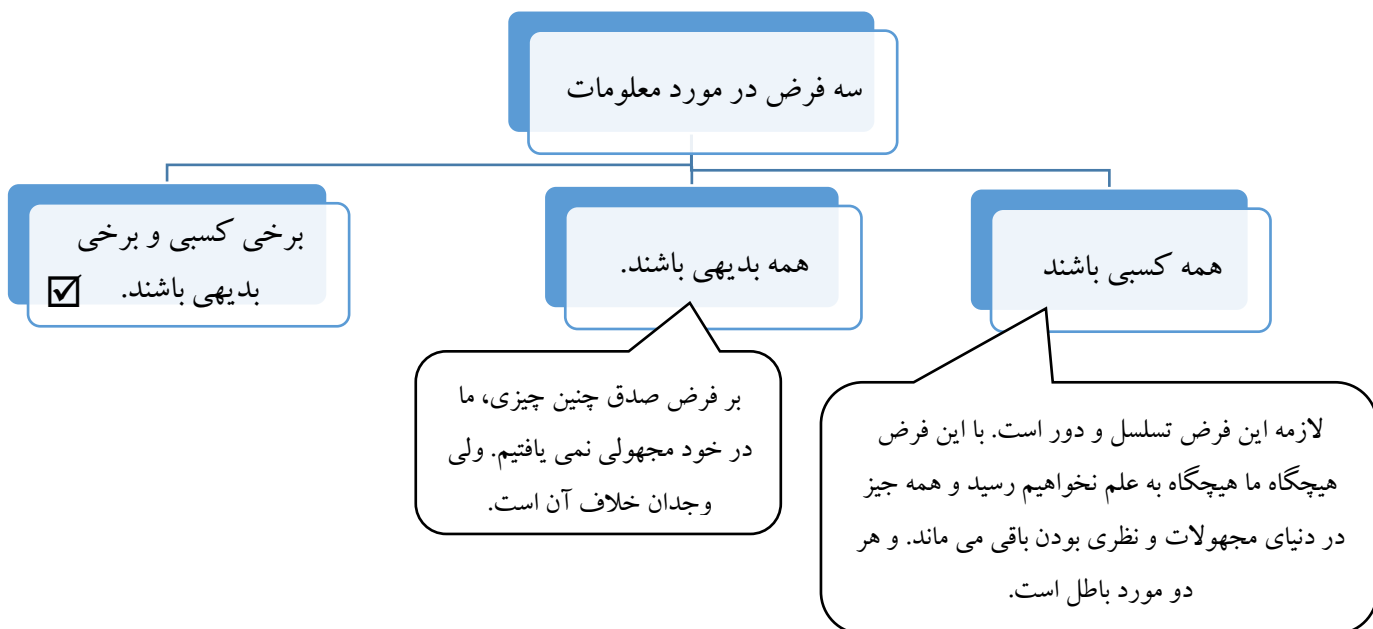 سه فرض در مورد معلومات
همه کسبی باشند
همه بدیهی باشند.
برخی کسبی و برخی
بدیهی باشند. ☑
لازمه این فرض تسلسل و دور است. با این فرض
هیچگاه ما هیچگاه به علم نخواهیم رسید و همه جیز
در دنیای مجهولات و نظری بودن باقی می ماند. و هر
دو مورد باطل است.
بر فرض صدق چنین چیزی، ما
در خود مجهولی نمی یافتیم. ولی
وجدان خلاف آن است.